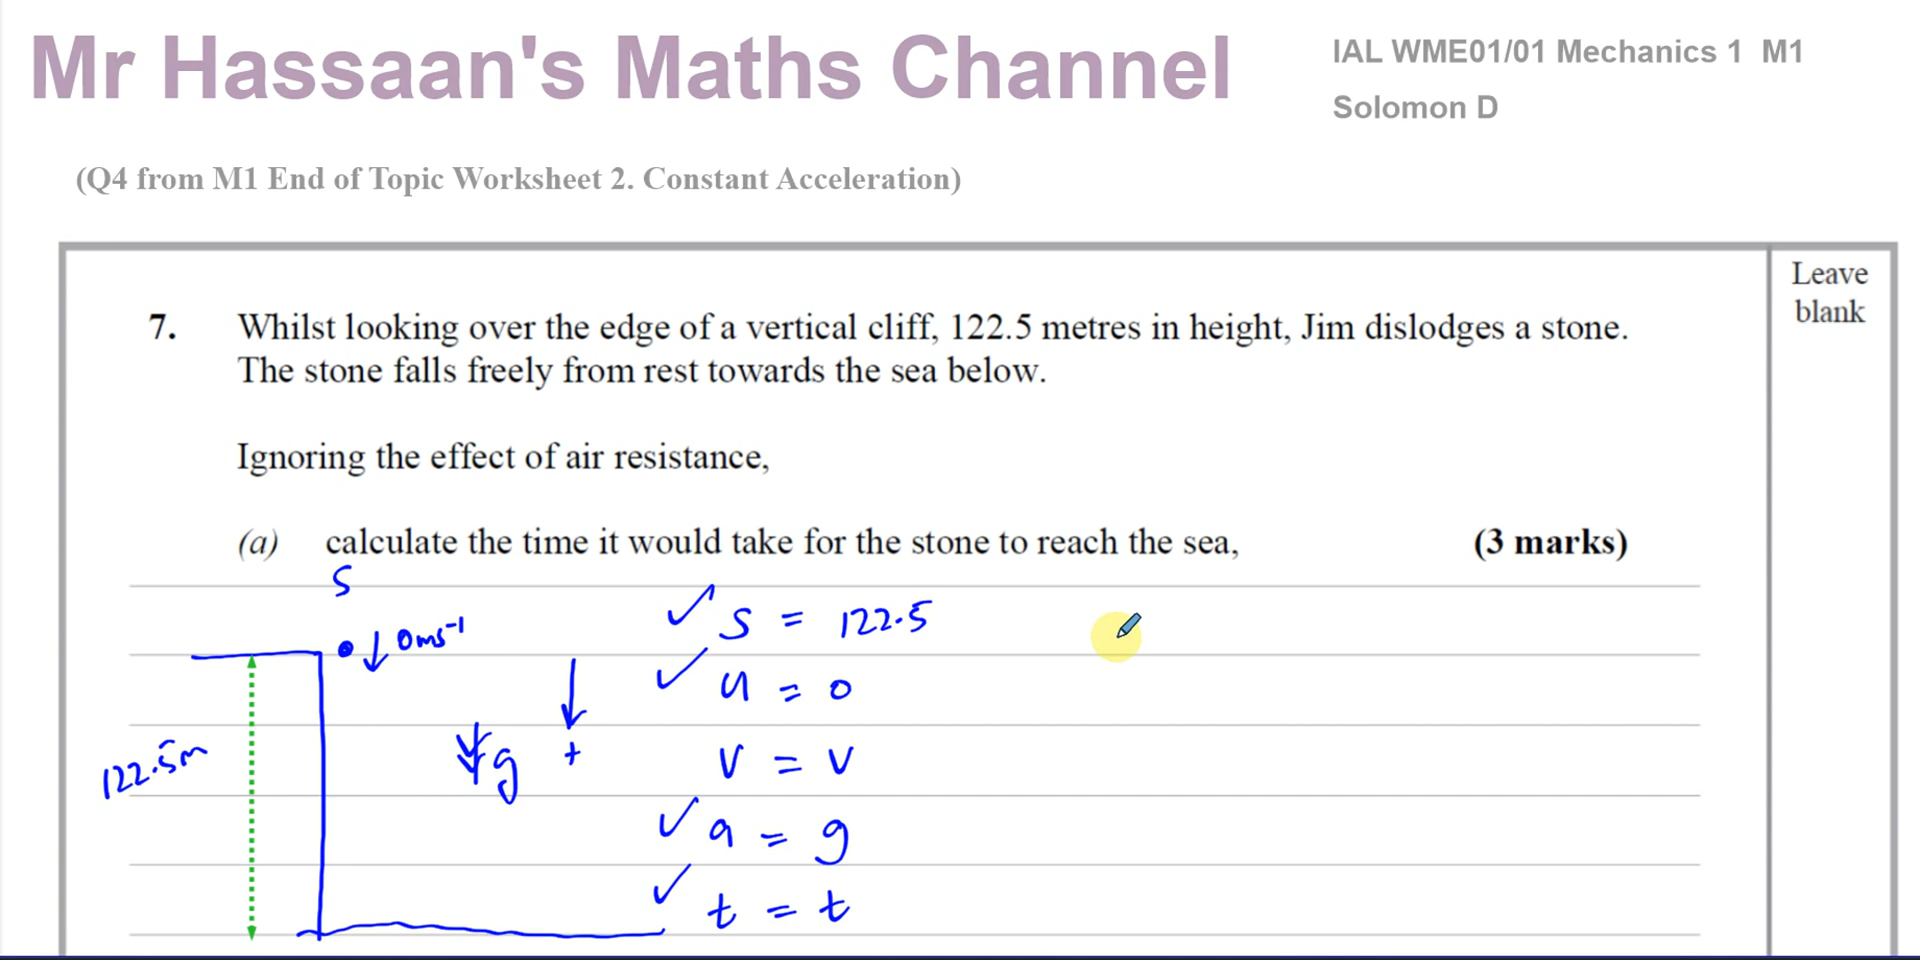 Mr Hassaan's Maths Channel
IAL WME01/01 Mechanics 1 M1
Solomon D
(Q4 from M1 End of Topic Worksheet 2. Constant Acceleration)
Leave
blank
7. Whilst looking over the edge of a vertical cliff, 122.5 metres in height, Jim dislodges a stone.
The stone falls freely from rest towards the sea below.
Ignoring the effect of air resistance,
(a) calculate the time it would take for the stone to reach the sea, (3 marks)
S
0ms⁻¹
122.5m
g
+
✓ s = 122.5
✓ u = 0
v = v
✓ a = g
✓ t = t